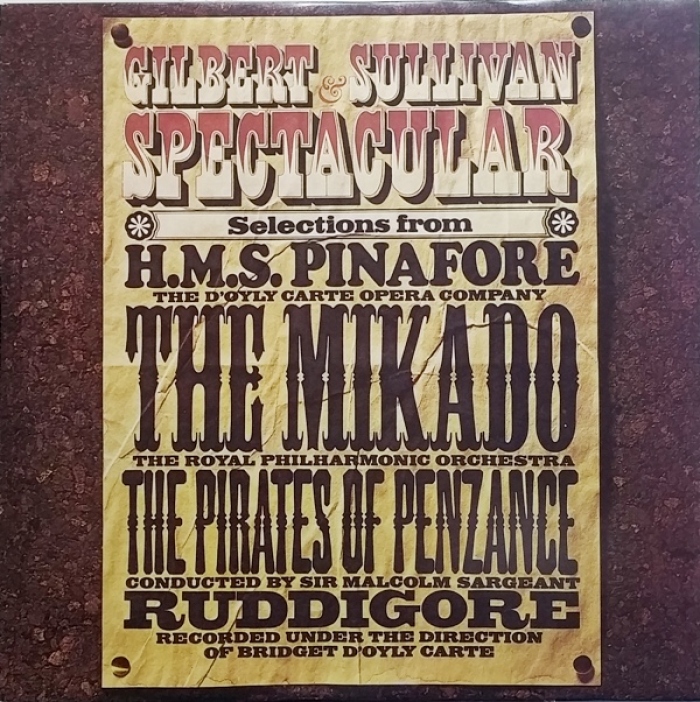 GILBERT & SULLIVAN
SPECTACULAR
Selections from
H.M.S. PINAFORE
THE D'OYLY CARTE OPERA COMPANY
THE MIKADO
THE ROYAL PHILHARMONIC ORCHESTRA
THE PIRATES OF PENZANCE
CONDUCTED BY SIR MALCOLM SARGEANT
RUDDIGORE
RECORDED UNDER THE DIRECTION
OF BRIDGET D'OYLY CARTE